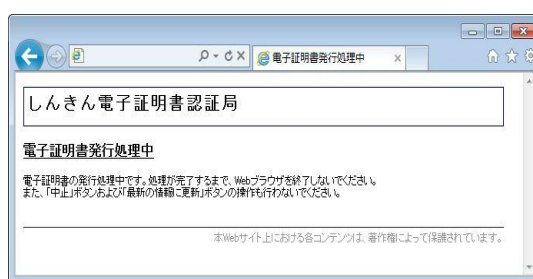 電子証明書発行処理中
しんきん電子証明書認証局
電子証明書発行処理中
電子証明書の発行処理中です。処理が完了するまで、Webブラウザを終了しないでください。
また、「中止」ボタンおよび「最新の情報に更新」ボタンの操作も行わないでください。
本Webサイト上における各コンテンツは、著作権によって保護されています。